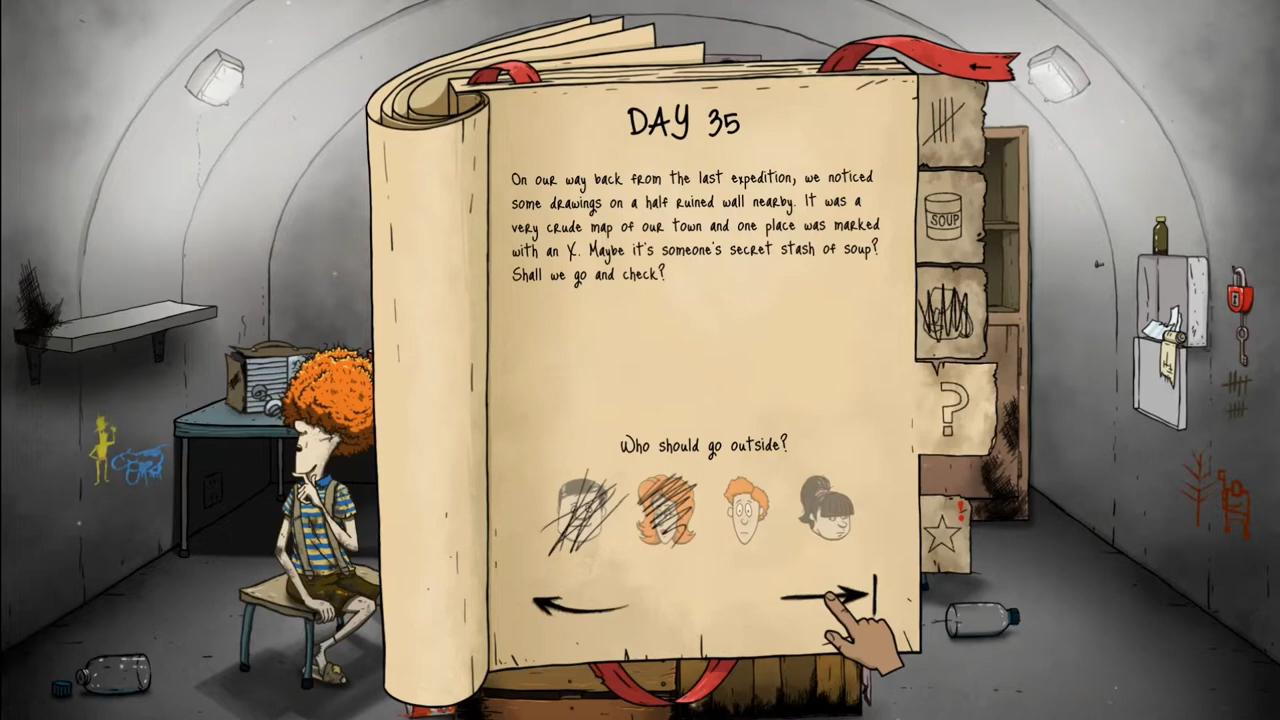 DAY 35
On our way back from the last expedition, we noticed
some drawings on a half ruined wall nearby. It was a
very crude map of our town and one place was marked
with an X. Maybe it's someone's secret stash of soup?
Shall we go and check?
Who should go outside?
SOUP
?
!